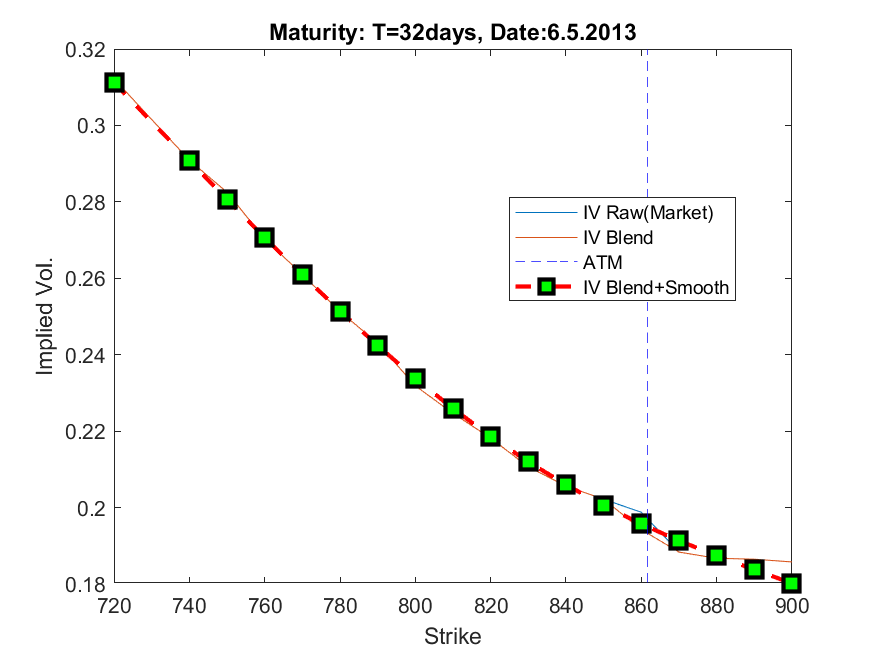 Maturity: T=32days, Date:6.5.2013
0.32
0.3
0.28
0.26
0.24
0.22
0.2
0.18
Implied Vol.
IV Raw(Market)
IV Blend
ATM
IV Blend+Smooth
720 740 760 780 800 820 840 860 880 900
Strike